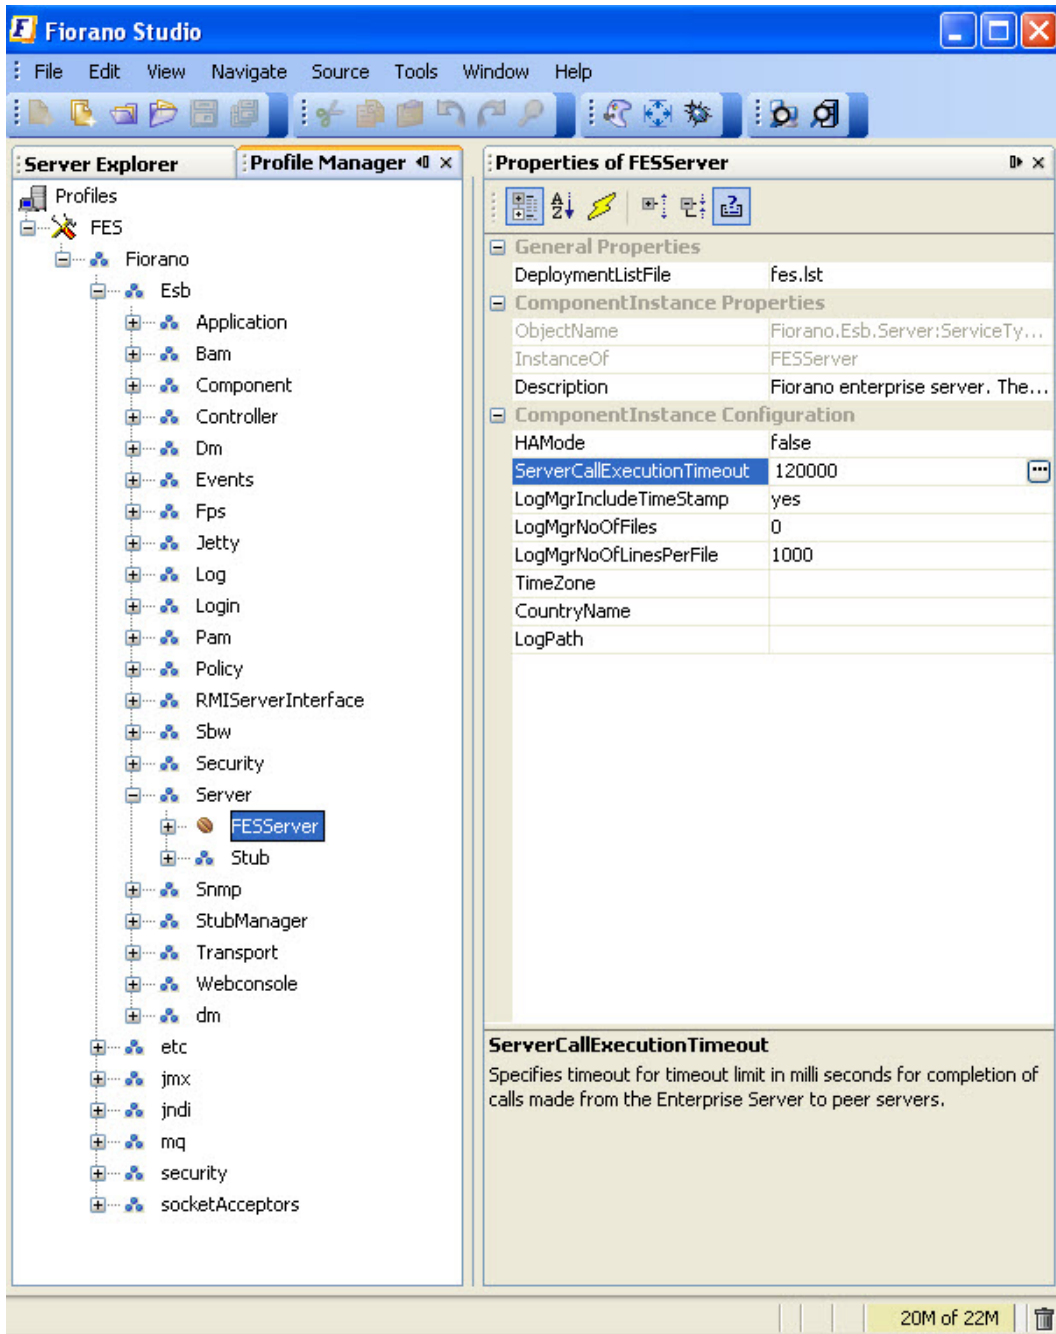 Fiorano Studio
File Edit View Navigate Source Tools Window Help
Server Explorer
Profile Manager
Profiles
FES
Fiorano
Esb
Application
Bam
Component
Controller
Dm
Events
Fps
Jetty
Log
Login
Pam
Policy
RMIServerInterface
Sbw
Security
Server
FESServer
Stub
Snmp
StubManager
Transport
Webconsole
dm
etc
jmx
jndi
mq
security
socketAcceptors
Properties of FESServer
General Properties
DeploymentListFile fes.lst
ComponentInstance Properties
ObjectName Fiorano.Esb.Server:ServiceTy...
InstanceOf FESServer
Description Fiorano enterprise server. The...
ComponentInstance Configuration
HAMode false
ServerCallExecutionTimeout 120000
LogMgrIncludeTimeStamp yes
LogMgrNoOfFiles 0
LogMgrNoOfLinesPerFile 1000
TimeZone
CountryName
LogPath
ServerCallExecutionTimeout
Specifies timeout for timeout limit in milli seconds for completion of
calls made from the Enterprise Server to peer servers.
20M of 22M